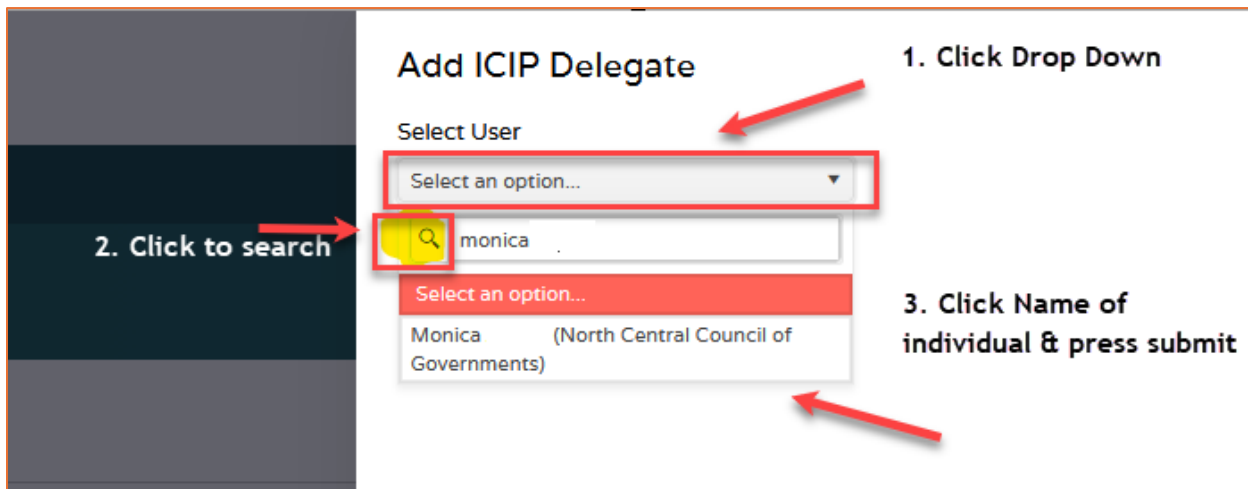 Add ICIP Delegate
1. Click Drop Down
Select User
Select an option...
2. Click to search
monica .
Select an option...
Monica (North Central Council of
Governments)
3. Click Name of
individual & press submit